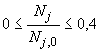 0 ≤ N_j / N_{j,0} ≤ 0,4